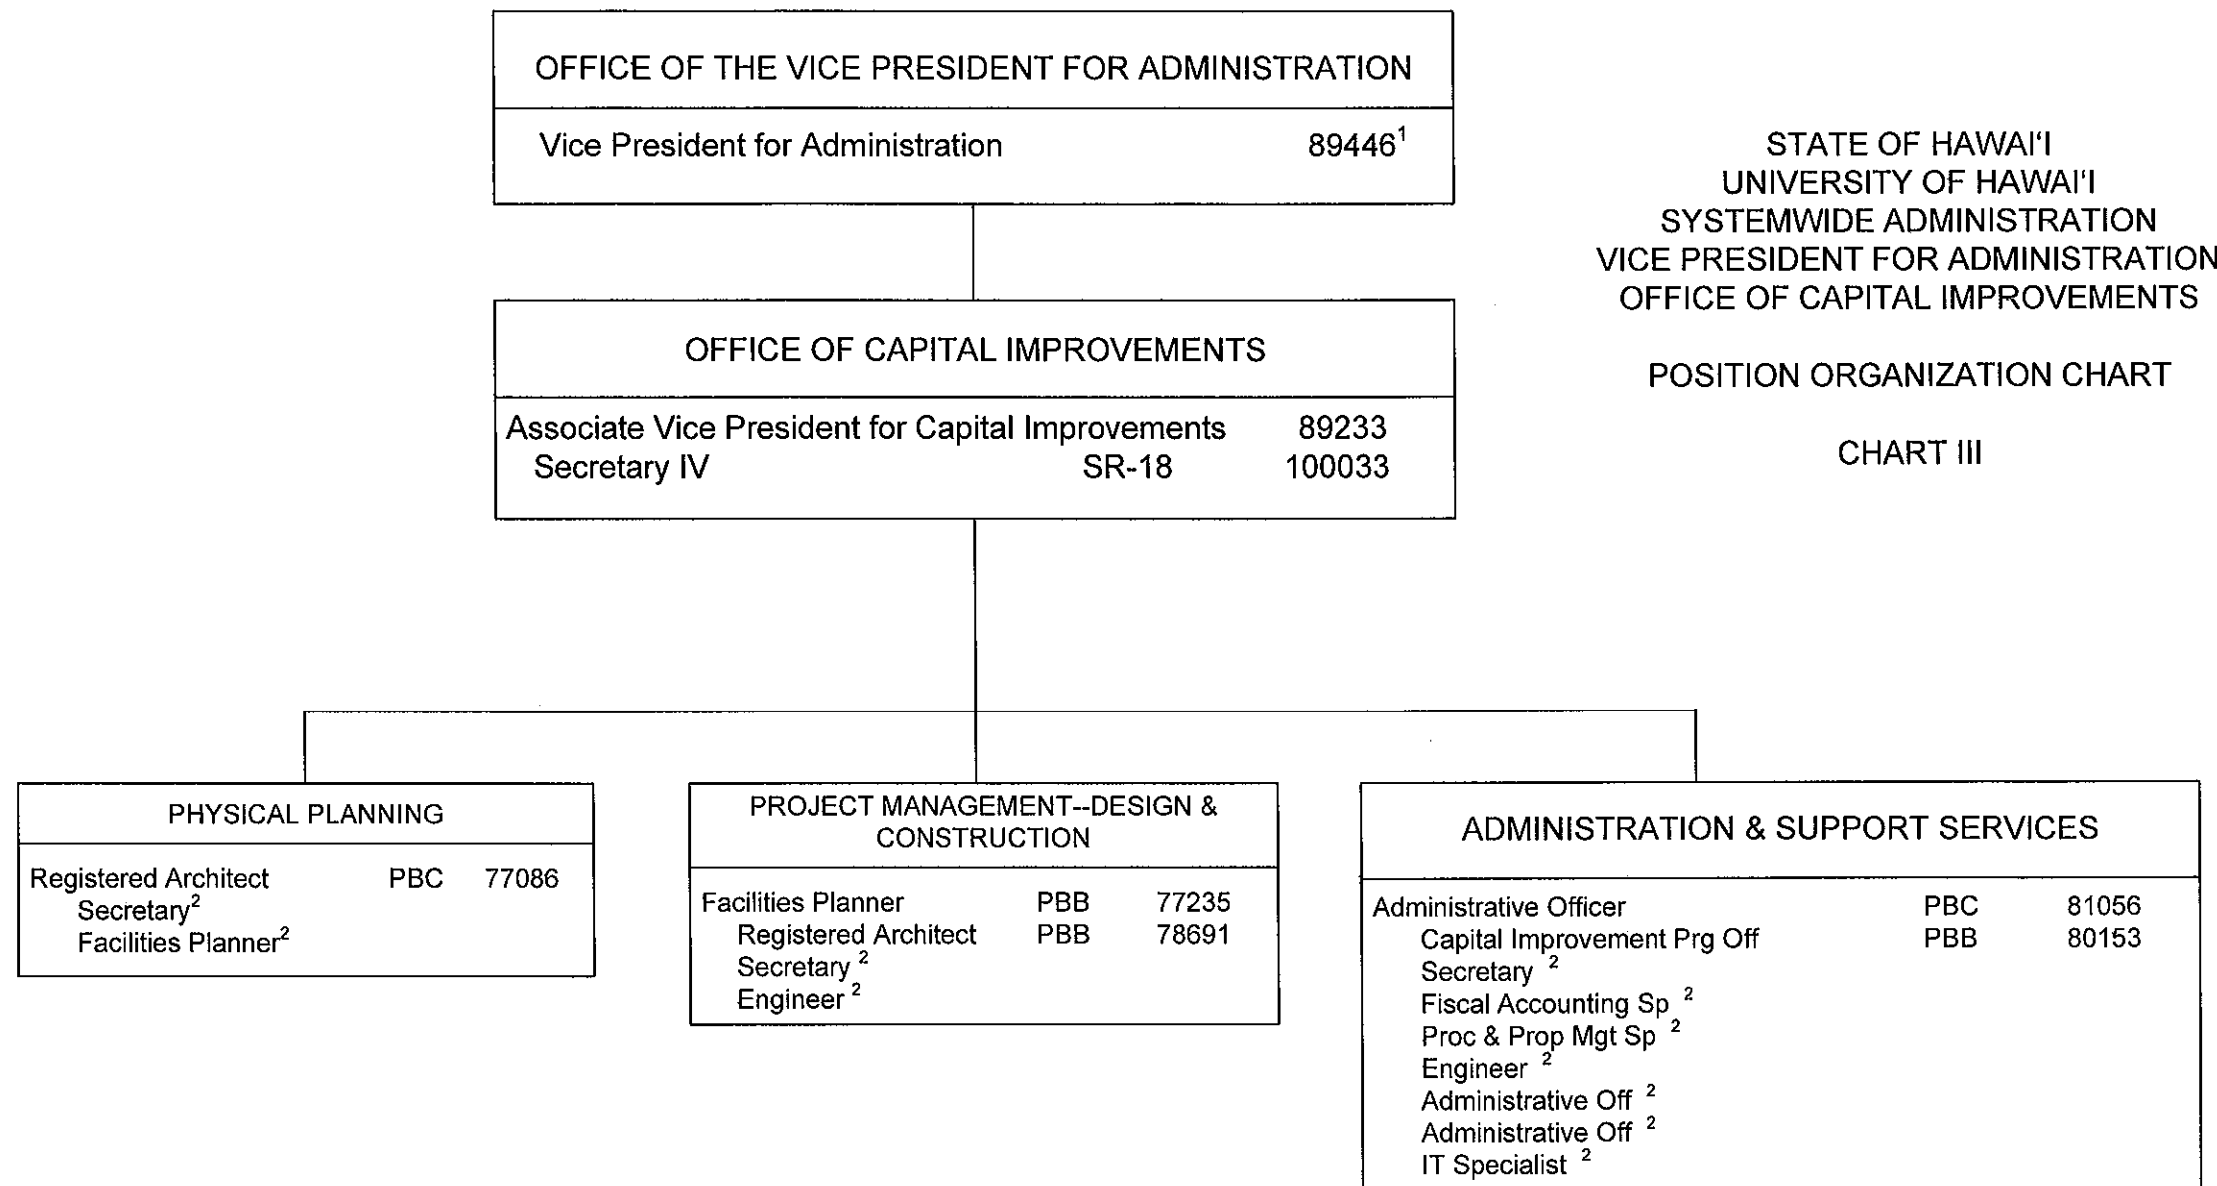 OFFICE OF THE VICE PRESIDENT FOR ADMINISTRATION
Vice President for Administration 89446¹
STATE OF HAWAI‘I
UNIVERSITY OF HAWAI‘I
SYSTEMWIDE ADMINISTRATION
VICE PRESIDENT FOR ADMINISTRATION
OFFICE OF CAPITAL IMPROVEMENTS
POSITION ORGANIZATION CHART
CHART III
OFFICE OF CAPITAL IMPROVEMENTS
Associate Vice President for Capital Improvements 89233
Secretary IV SR-18 100033
PHYSICAL PLANNING
Registered Architect PBC 77086
Secretary²
Facilities Planner²
PROJECT MANAGEMENT--DESIGN &
CONSTRUCTION
Facilities Planner PBB 77235
Registered Architect PBB 78691
Secretary ²
Engineer ²
ADMINISTRATION & SUPPORT SERVICES
Administrative Officer PBC 81056
Capital Improvement Prg Off PBB 80153
Secretary ²
Fiscal Accounting Sp ²
Proc & Prop Mgt Sp ²
Engineer ²
Administrative Off ²
Administrative Off ²
IT Specialist ²